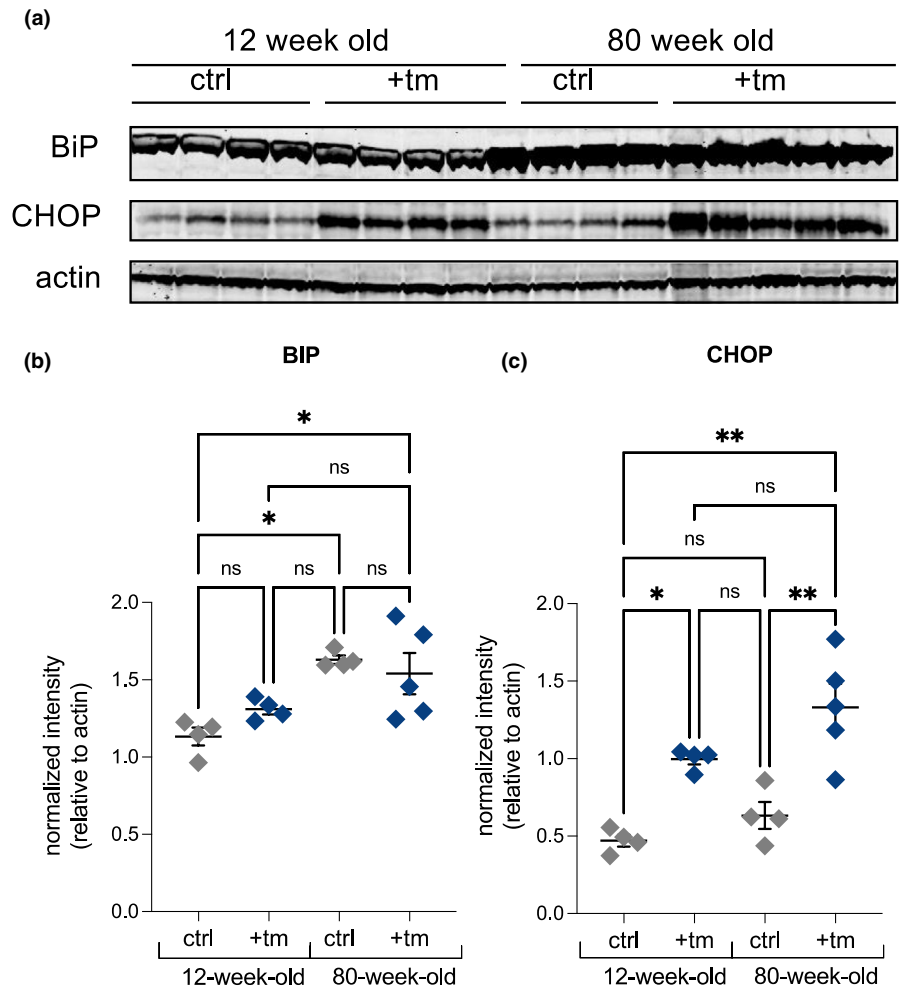 (a)
12 week old 80 week old
ctrl +tm ctrl +tm
BiP
CHOP
actin
(b) BIP
* 
ns
*
ns ns ns
2.0
1.5
1.0
0.5
0.0
normalized intensity
(relative to actin)
ctrl +tm ctrl +tm
12-week-old 80-week-old
(c) CHOP
**
ns
ns
* ns **
2.0
1.5
1.0
0.5
0.0
normalized intensity
(relative to actin)
ctrl +tm ctrl +tm
12-week-old 80-week-old